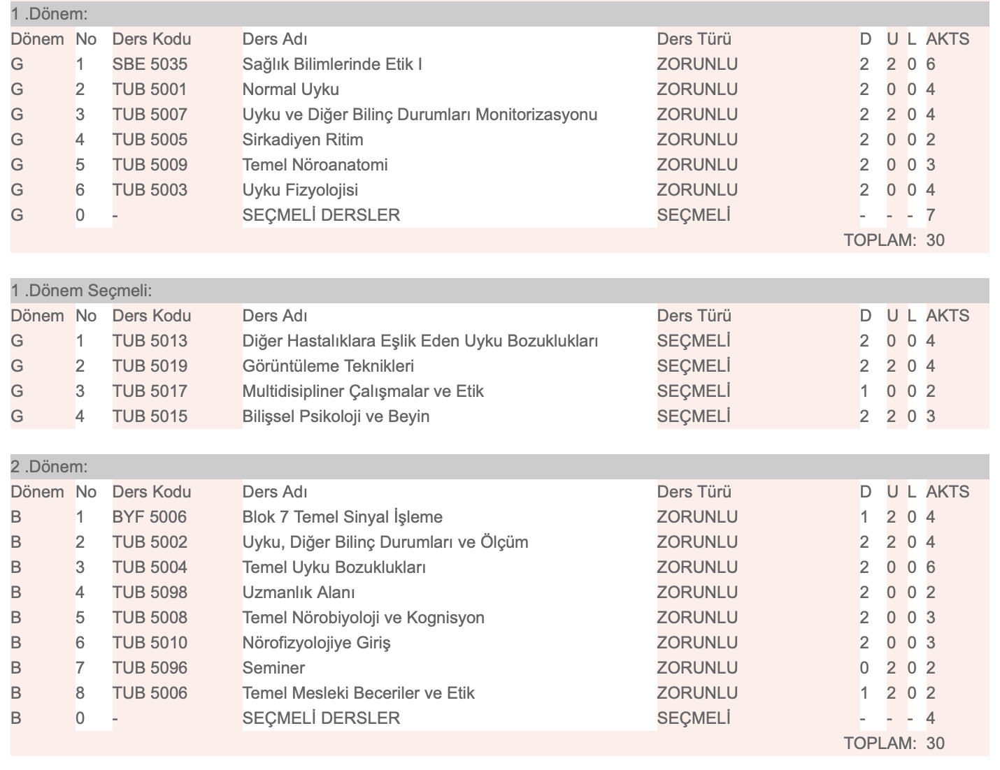 1 .Dönem:
Dönem No Ders Kodu Ders Adı Ders Türü D U L AKTS
G 1 SBE 5035 Sağlık Bilimlerinde Etik I ZORUNLU 2 2 0 6
G 2 TUB 5001 Normal Uyku ZORUNLU 2 0 0 4
G 3 TUB 5007 Uyku ve Diğer Bilinç Durumları Monitorizasyonu ZORUNLU 2 2 0 4
G 4 TUB 5005 Sirkadiyen Ritim ZORUNLU 2 0 0 2
G 5 TUB 5009 Temel Nöroanatomi ZORUNLU 2 0 0 3
G 6 TUB 5003 Uyku Fizyolojisi ZORUNLU 2 0 0 4
G 0 - SEÇMELİ DERSLER SEÇMELİ - - - 7
TOPLAM: 30
1 .Dönem Seçmeli:
Dönem No Ders Kodu Ders Adı Ders Türü D U L AKTS
G 1 TUB 5013 Diğer Hastalıklara Eşlik Eden Uyku Bozuklukları SEÇMELİ 2 0 0 4
G 2 TUB 5019 Görüntüleme Teknikleri SEÇMELİ 2 2 0 4
G 3 TUB 5017 Multidisipliner Çalışmalar ve Etik SEÇMELİ 1 0 0 2
G 4 TUB 5015 Bilişsel Psikoloji ve Beyin SEÇMELİ 2 2 0 3
2 .Dönem:
Dönem No Ders Kodu Ders Adı Ders Türü D U L AKTS
B 1 BYF 5006 Blok 7 Temel Sinyal İşleme ZORUNLU 1 2 0 4
B 2 TUB 5002 Uyku, Diğer Bilinç Durumları ve Ölçüm ZORUNLU 2 2 0 4
B 3 TUB 5004 Temel Uyku Bozuklukları ZORUNLU 2 0 0 6
B 4 TUB 5098 Uzmanlık Alanı ZORUNLU 2 0 0 2
B 5 TUB 5008 Temel Nörobiyoloji ve Kognisyon ZORUNLU 2 0 0 3
B 6 TUB 5010 Nörofizyolojiye Giriş ZORUNLU 2 0 0 3
B 7 TUB 5096 Seminer ZORUNLU 0 2 0 2
B 8 TUB 5006 Temel Mesleki Beceriler ve Etik ZORUNLU 1 2 0 2
B 0 - SEÇMELİ DERSLER SEÇMELİ - - - 4
TOPLAM: 30